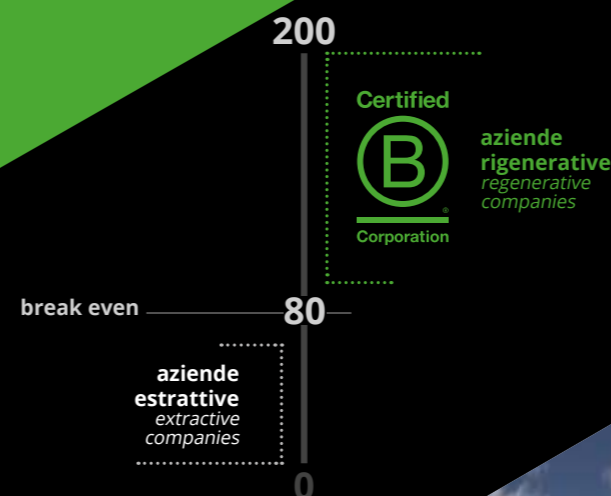 200
Certified
B
®
Corporation
aziende
rigenerative
regenerative
companies
break even
80
aziende
estrattive
extractive
companies
0